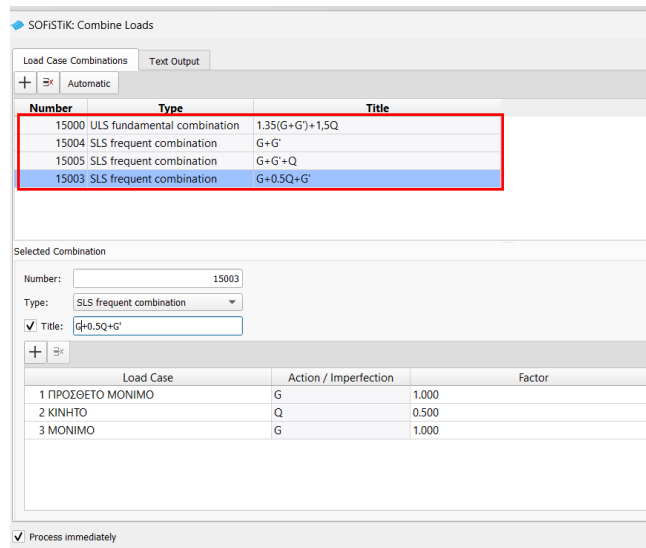 SOFiSTiK: Combine Loads
Load Case Combinations Text Output
Automatic
Number Type Title
15000 ULS fundamental combination 1.35(G+G')+1,5Q
15004 SLS frequent combination G+G'
15005 SLS frequent combination G+G'+Q
15003 SLS frequent combination G+0.5Q+G'
Selected Combination
Number: 15003
Type: SLS frequent combination
Title: G+0.5Q+G'
Load Case Action / Imperfection Factor
1 ΠΡΟΣΘΕΤΟ ΜΟΝΙΜΟ G 1.000
2 ΚΙΝΗΤΟ Q 0.500
3 ΜΟΝΙΜΟ G 1.000
Process immediately